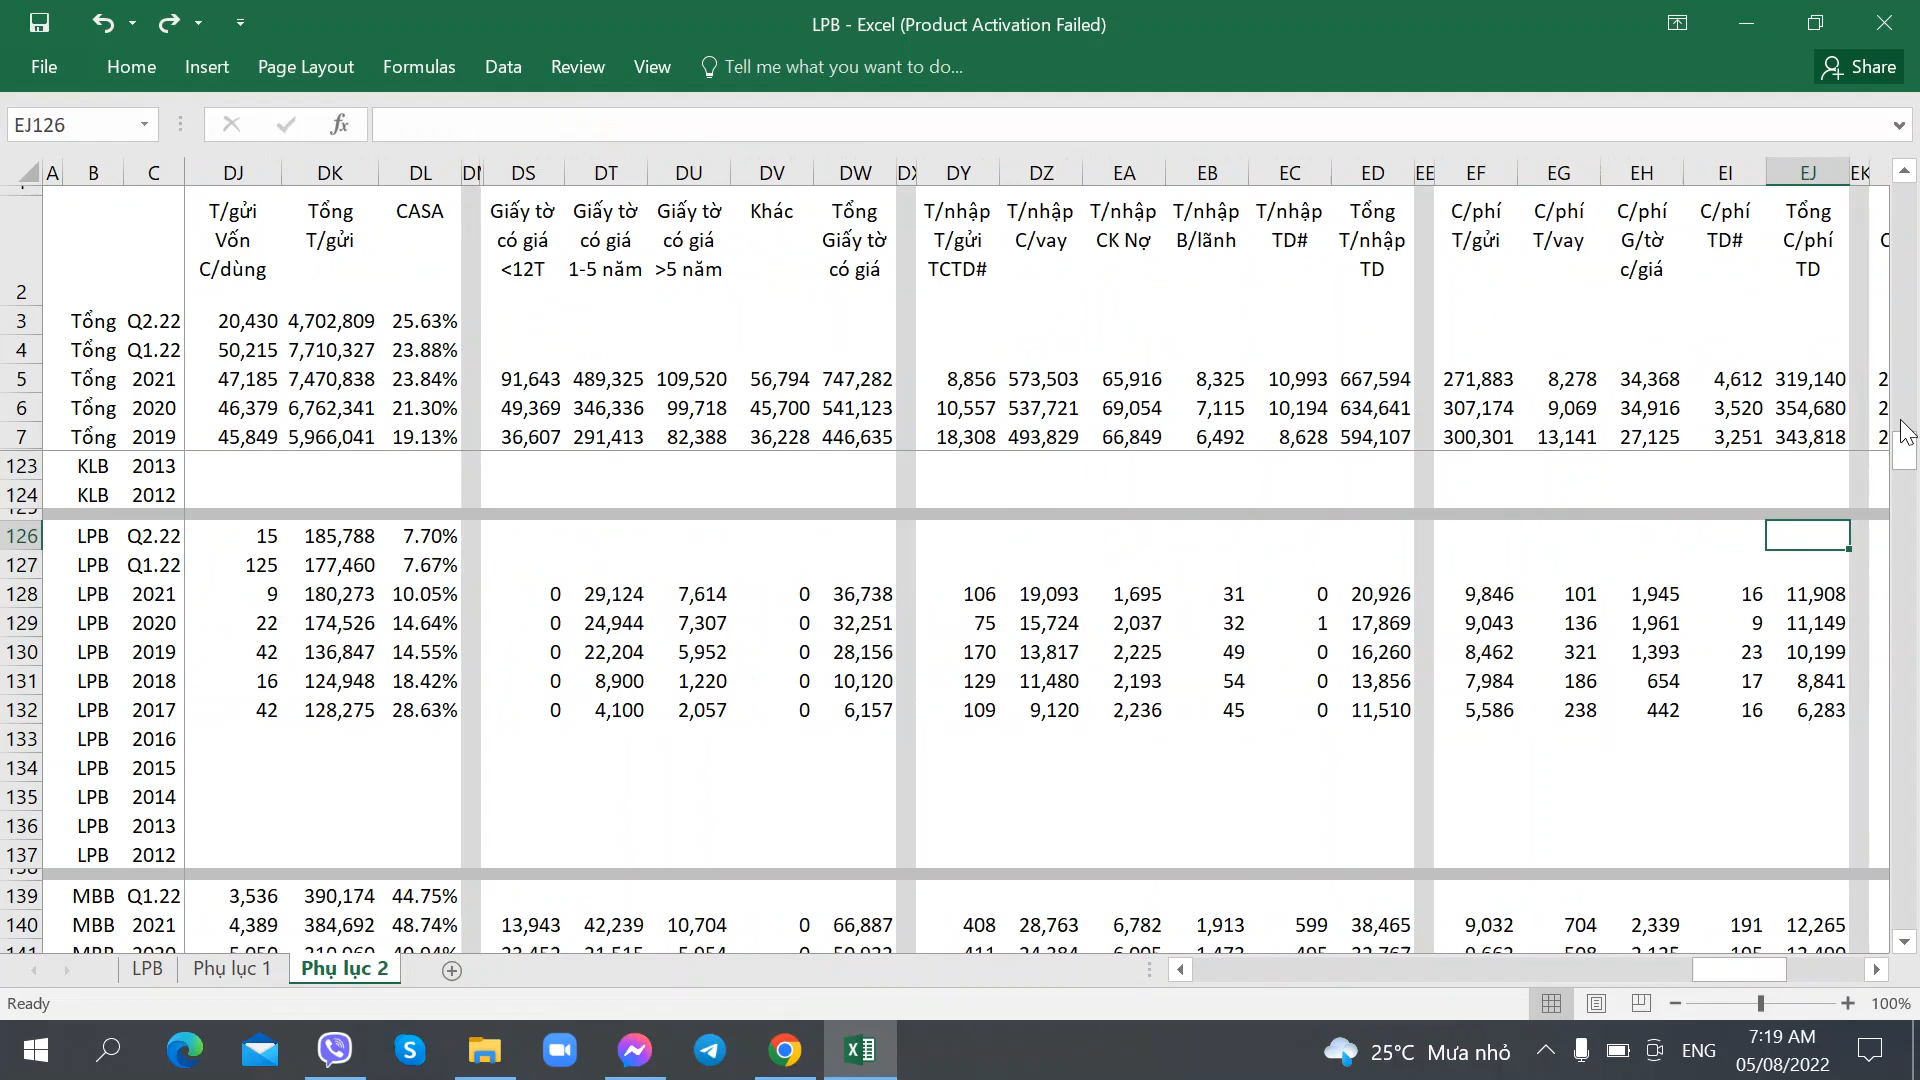 LPB - Excel (Product Activation Failed)
File Home Insert Page Layout Formulas Data Review View Tell me what you want to do... Share
EJ126 fx
A B C DJ DK DL DS DT DU DV DW DY DZ EA EB EC ED EE EF EG EH EI EJ EK
T/gửi Tổng CASA Giấy tờ Giấy tờ Giấy tờ Khác Tổng T/nhập T/nhập T/nhập T/nhập T/nhập Tổng C/phí C/phí C/phí C/phí Tổng
Vốn T/gửi có giá có giá có giá Giấy tờ T/gửi C/vay CK Nợ B/lãnh TD# T/nhập T/gửi T/vay G/tờ TD# C/phí
C/dùng <12T 1-5 năm >5 năm có giá TCTD# TD c/giá TD
2
3 Tổng Q2.22 20,430 4,702,809 25.63%
4 Tổng Q1.22 50,215 7,710,327 23.88%
5 Tổng 2021 47,185 7,470,838 23.84% 91,643 489,325 109,520 56,794 747,282 8,856 573,503 65,916 8,325 10,993 667,594 271,883 8,278 34,368 4,612 319,140 2
6 Tổng 2020 46,379 6,762,341 21.30% 49,369 346,336 99,718 45,700 541,123 10,557 537,721 69,054 7,115 10,194 634,641 307,174 9,069 34,916 3,520 354,680 2
7 Tổng 2019 45,849 5,966,041 19.13% 36,607 291,413 82,388 36,228 446,635 18,308 493,829 66,849 6,492 8,628 594,107 300,301 13,141 27,125 3,251 343,818 2
123 KLB 2013
124 KLB 2012
126 LPB Q2.22 15 185,788 7.70%
127 LPB Q1.22 125 177,460 7.67%
128 LPB 2021 9 180,273 10.05% 0 29,124 7,614 0 36,738 106 19,093 1,695 31 0 20,926 9,846 101 1,945 16 11,908
129 LPB 2020 22 174,526 14.64% 0 24,944 7,307 0 32,251 75 15,724 2,037 32 1 17,869 9,043 136 1,961 9 11,149
130 LPB 2019 42 136,847 14.55% 0 22,204 5,952 0 28,156 170 13,817 2,225 49 0 16,260 8,462 321 1,393 23 10,199
131 LPB 2018 16 124,948 18.42% 0 8,900 1,220 0 10,120 129 11,480 2,193 54 0 13,856 7,984 186 654 17 8,841
132 LPB 2017 42 128,275 28.63% 0 4,100 2,057 0 6,157 109 9,120 2,236 45 0 11,510 5,586 238 442 16 6,283
133 LPB 2016
134 LPB 2015
135 LPB 2014
136 LPB 2013
137 LPB 2012
139 MBB Q1.22 3,536 390,174 44.75%
140 MBB 2021 4,389 384,692 48.74% 13,943 42,239 10,704 0 66,887 408 28,763 6,782 1,913 599 38,465 9,032 704 2,339 191 12,265
LPB Phụ lục 1 Phụ lục 2
Ready 100%
25°C Mưa nhỏ ENG 7:19 AM
05/08/2022